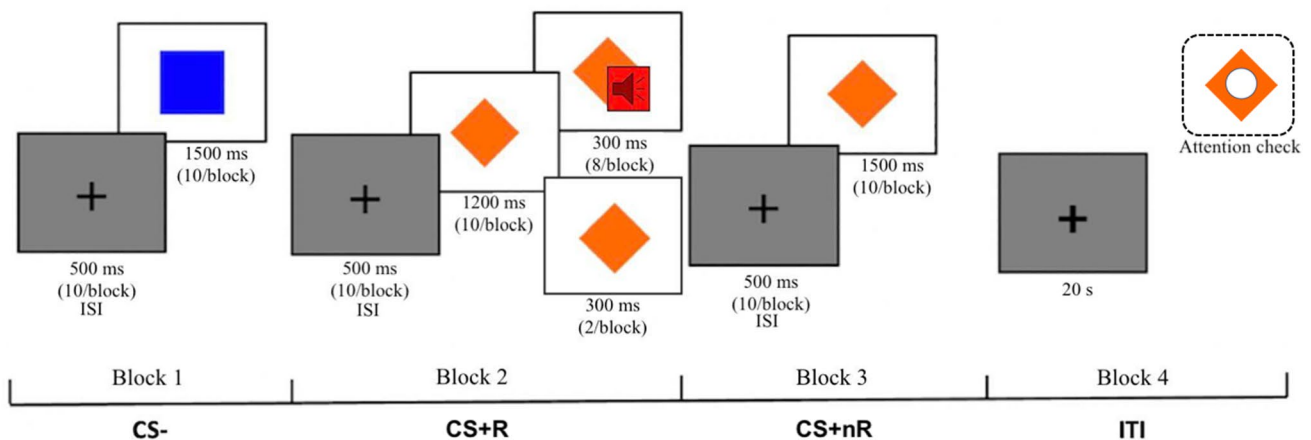 1500 ms
(10/block)
500 ms
(10/block)
ISI
300 ms
(8/block)
1200 ms
(10/block)
500 ms
(10/block)
ISI
300 ms
(2/block)
1500 ms
(10/block)
500 ms
(10/block)
ISI
Attention check
20 s
Block 1
Block 2
Block 3
Block 4
CS-
CS+R
CS+nR
ITI